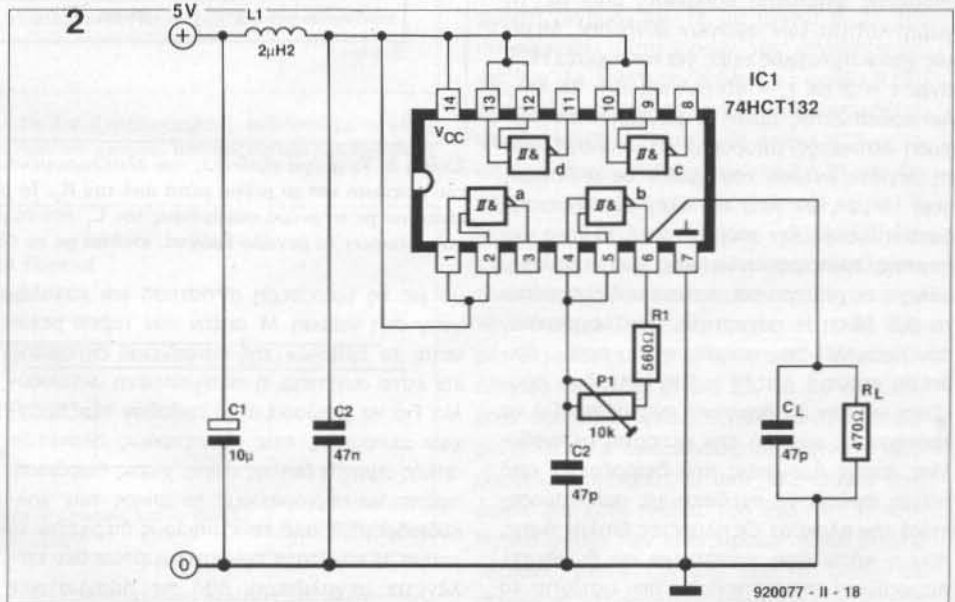 2
5V
L1
2µH2
IC1
74HCT132
14 13 12 11 10 9 8
VCC
&
d
&
c
&
a
&
b
1 2 3 4 5 6 7
R1
560Ω
P1
10k
C1
10µ
C2
47n
C2
47p
CL
47p
RL
470Ω
0
920077 - II - 18